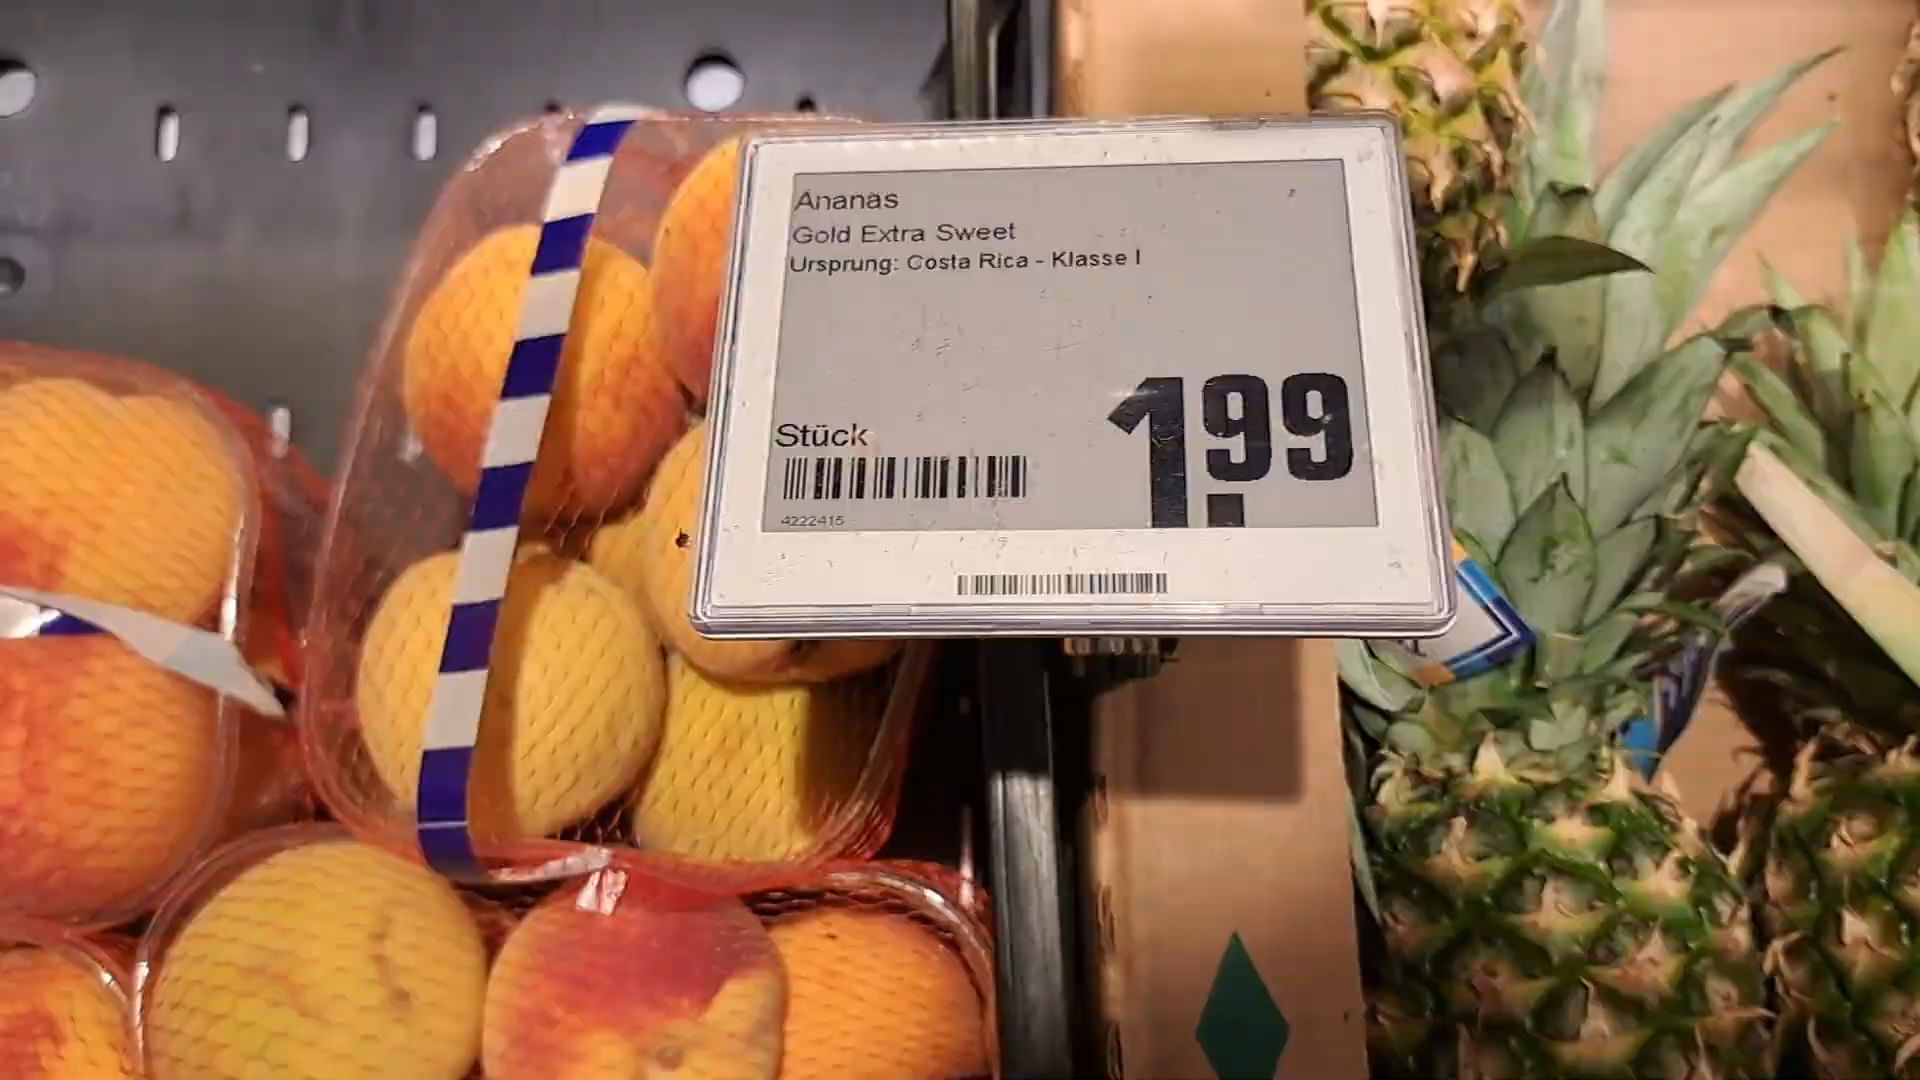 Ananas
Gold Extra Sweet
Ursprung: Costa Rica - Klasse I
Stück
1.99
4222415